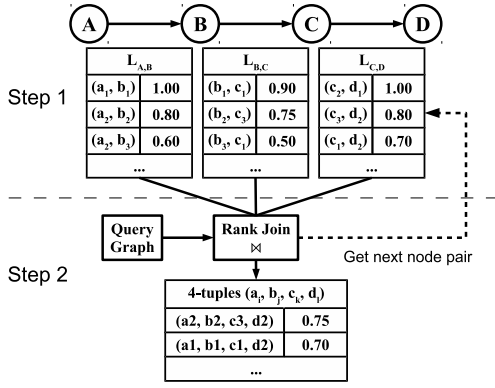 A B C D
Step 1
L_A,B L_B,C L_C,D
(a₁, b₁) 1.00 (b₁, c₁) 0.90 (c₂, d₁) 1.00
(a₂, b₂) 0.80 (b₂, c₃) 0.75 (c₃, d₂) 0.80
(a₂, b₃) 0.60 (b₃, c₁) 0.50 (c₁, d₂) 0.70
... ... ...
Step 2
Query
Graph
Rank Join
⋈
Get next node pair
4-tuples (aᵢ, bⱼ, cₖ, dₗ)
(a2, b2, c3, d2) 0.75
(a1, b1, c1, d2) 0.70
...